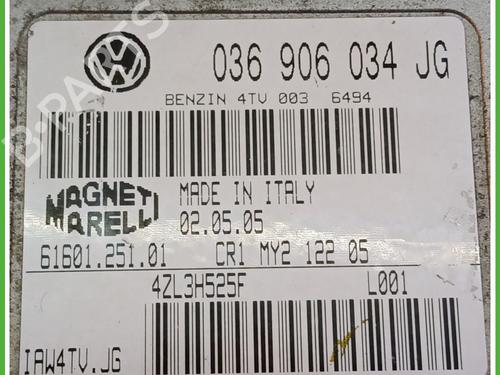 036 906 034 JG
BENZIN 4TV 003 6494
MAGNETI MARELLI
MADE IN ITALY
02.05.05
61601.251.01 CR1 MY2 122 05
4ZL3H525F L001
IAW4TV.JG
B-PARTS